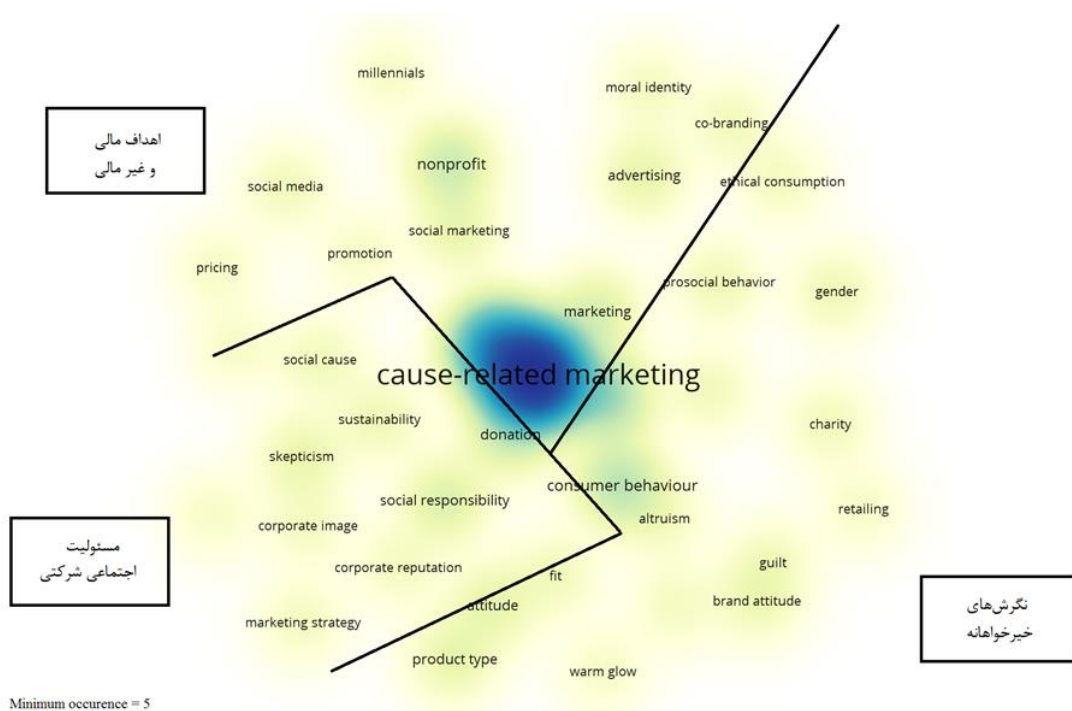 millennials
moral identity
co-branding
اهداف مالی
و غیر مالی
nonprofit
advertising
ethical consumption
social media
social marketing
promotion
pricing
prosocial behavior
gender
marketing
social cause
cause-related marketing
sustainability
donation
charity
skepticism
consumer behaviour
social responsibility
retailing
altruism
corporate image
مسئولیت
اجتماعی شرکتی
corporate reputation
fit
guilt
attitude
brand attitude
نگرش‌های
خیرخواهانه
marketing strategy
product type
warm glow
Minimum occurence = 5